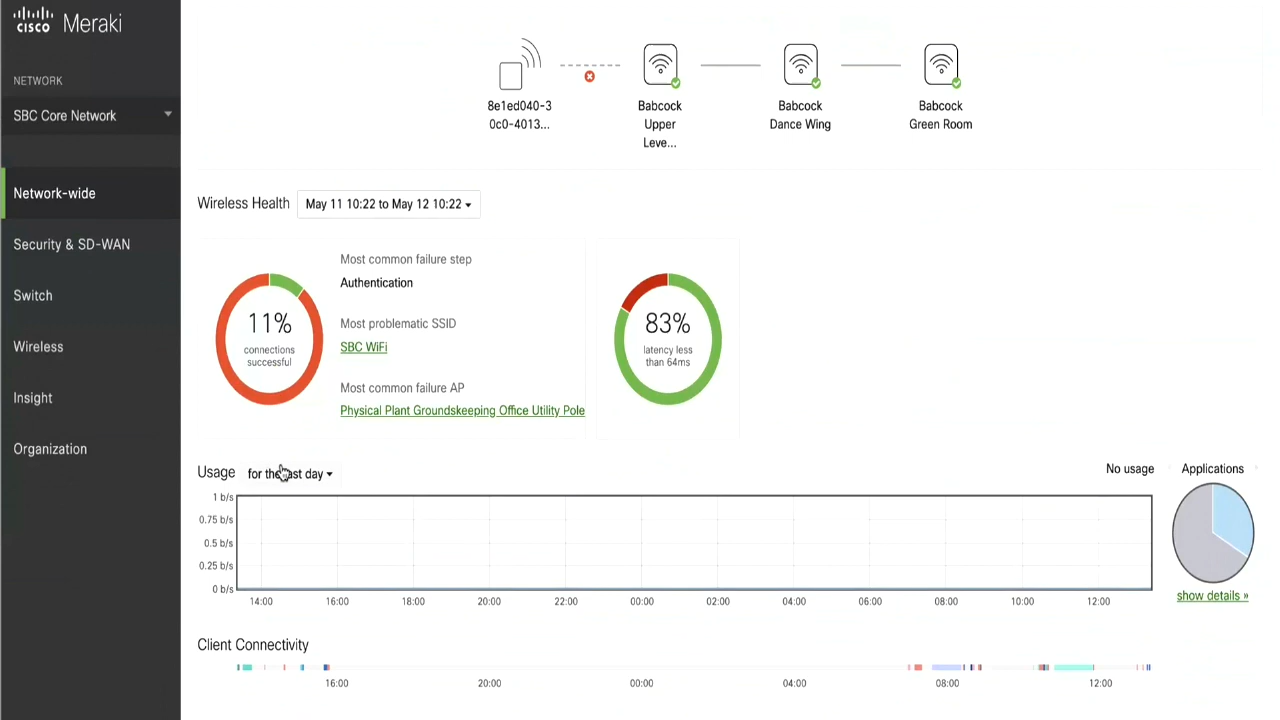 CISCO Meraki
NETWORK
SBC Core Network
Network-wide
Security & SD-WAN
Switch
Wireless
Insight
Organization
8e1ed040-3
0c0-4013...
Babcock
Upper
Leve...
Babcock
Dance Wing
Babcock
Green Room
Wireless Health
May 11 10:22 to May 12 10:22
11%
connections
successful
Most common failure step
Authentication
Most problematic SSID
SBC WiFi
Most common failure AP
Physical Plant Groundskeeping Office Utility Pole
83%
latency less
than 64ms
Usage for the last day
No usage
1 b/s
0.75 b/s
0.5 b/s
0.25 b/s
0 b/s
14:00 16:00 18:00 20:00 22:00 00:00 02:00 04:00 06:00 08:00 10:00 12:00
Applications
show details »
Client Connectivity
16:00 20:00 00:00 04:00 08:00 12:00